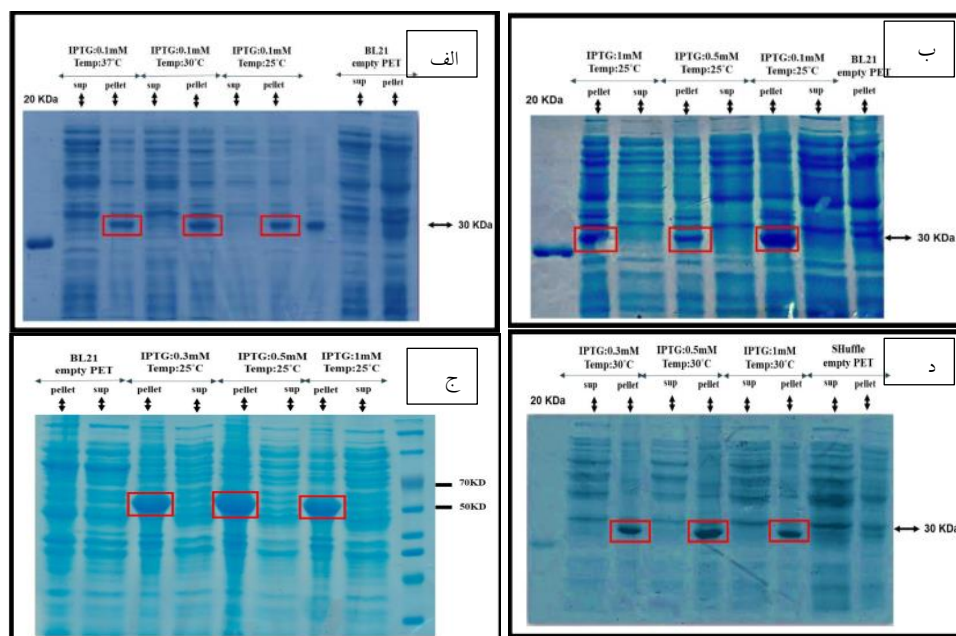 IPTG:0.1mM IPTG:0.1mM IPTG:0.1mM BL21
Temp:37°C Temp:30°C Temp:25°C empty PET
sup pellet sup pellet sup pellet sup pellet
20 KDa
30 KDa
الف
IPTG:1mM IPTG:0.5mM IPTG:0.1mM BL21
Temp:25°C Temp:25°C Temp:25°C empty PET
pellet sup pellet sup pellet sup pellet
20 KDa
30 KDa
ب
BL21 IPTG:0.3mM IPTG:0.5mM IPTG:1mM
empty PET Temp:25°C Temp:25°C Temp:25°C
pellet sup pellet sup pellet sup pellet sup
70KD
50KD
ج
IPTG:0.3mM IPTG:0.5mM IPTG:1mM SHuffle
Temp:30°C Temp:30°C Temp:30°C empty PET
sup pellet sup pellet sup pellet sup pellet
20 KDa
30 KDa
د